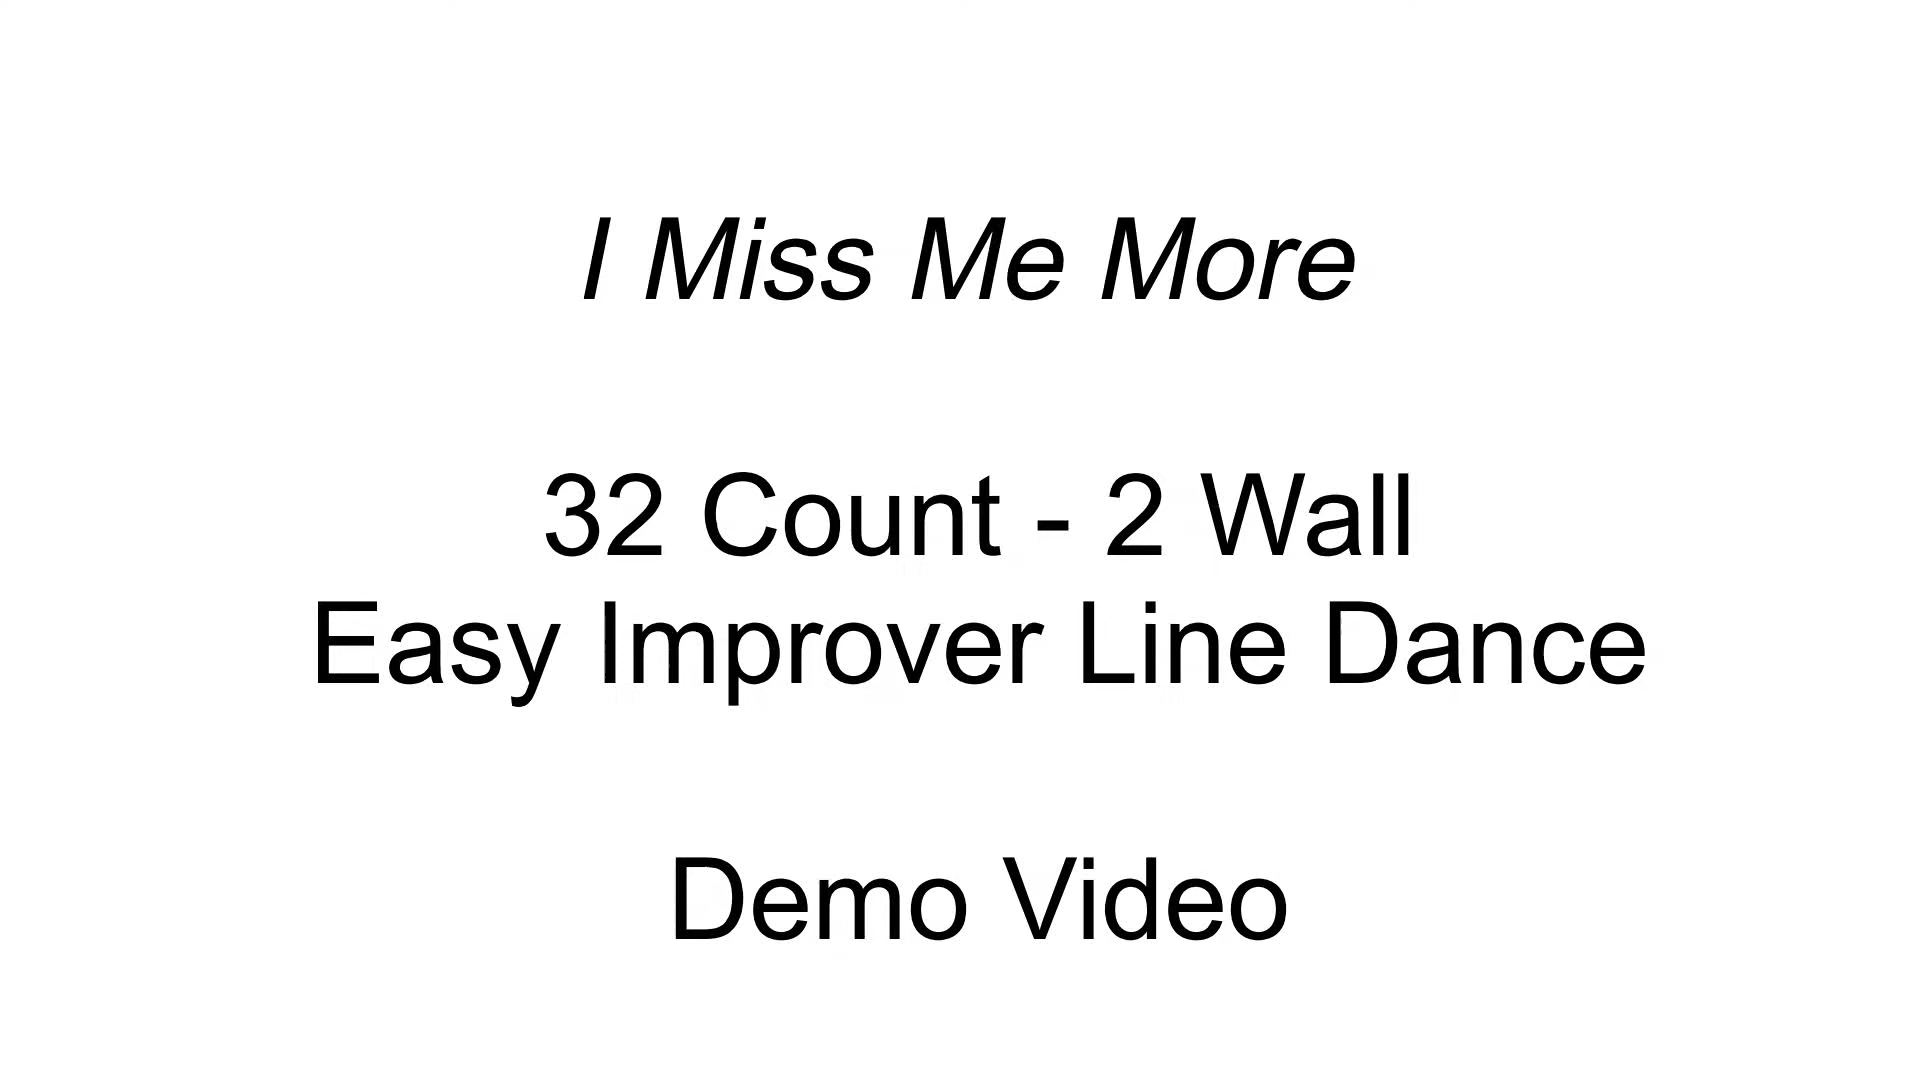 I Miss Me More
32 Count - 2 Wall
Easy Improver Line Dance
Demo Video